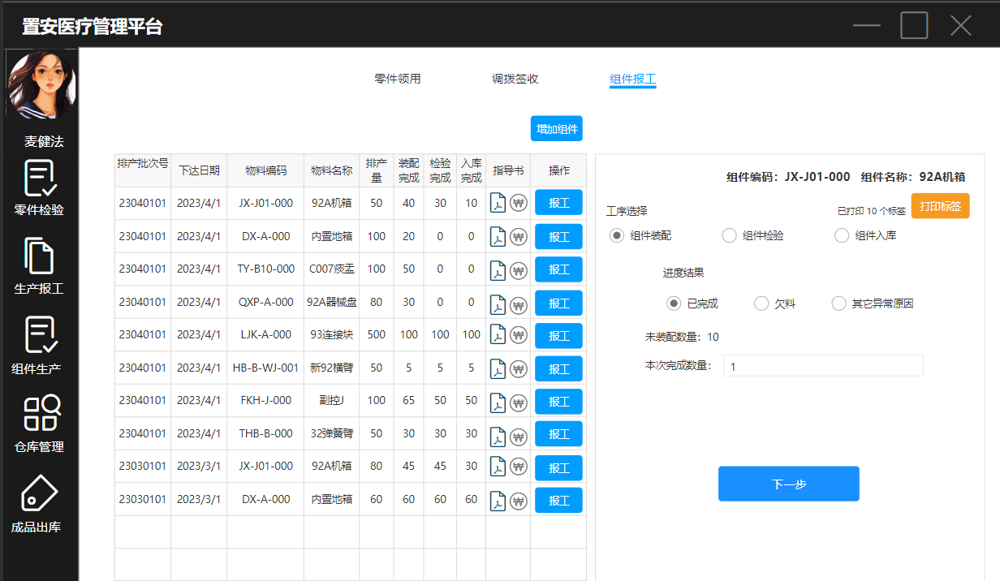 置安医疗管理平台
麦健法
零件检验
生产报工
组件生产
仓库管理
成品出库
零件领用 调拨签收 组件报工
增加组件
排产批次号 下达日期 物料编码 物料名称 排产量 装配完成 检验完成 入库完成 指导书 操作
23040101 2023/4/1 JX-J01-000 92A机箱 50 40 30 10 报工
23040101 2023/4/1 DX-A-000 内置地箱 100 20 0 0 报工
23040101 2023/4/1 TY-B10-000 C007痰盂 100 50 0 0 报工
23040101 2023/4/1 QXP-A-000 92A器械盘 80 30 0 0 报工
23040101 2023/4/1 LJK-A-000 93连接块 500 100 100 100 报工
23040101 2023/4/1 HB-B-WJ-001 新92横臂 50 5 5 5 报工
23040101 2023/4/1 FKH-J-000 副控J 100 65 50 50 报工
23040101 2023/4/1 THB-B-000 32弹簧臂 50 30 30 30 报工
23030101 2023/3/1 JX-J01-000 92A机箱 80 45 45 30 报工
23030101 2023/3/1 DX-A-000 内置地箱 60 60 60 60 报工
组件编码：JX-J01-000 组件名称：92A机箱
工序选择 已打印 10 个标签 打印标签
组件装配 组件检验 组件入库
进度结果
已完成 欠料 其它异常原因
未装配数量：10
本次完成数量： 1
下一步